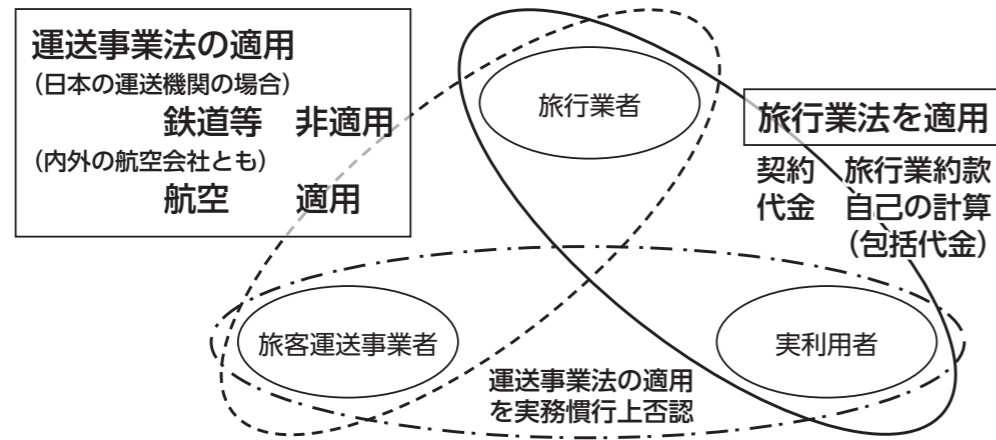 運送事業法の適用
（日本の運送機関の場合）
鉄道等　非適用
（内外の航空会社とも）
航空　適用
旅行業者
旅行業法を適用
契約　旅行業約款
代金　自己の計算
（包括代金）
旅客運送事業者
実利用者
運送事業法の適用
を実務慣行上否認